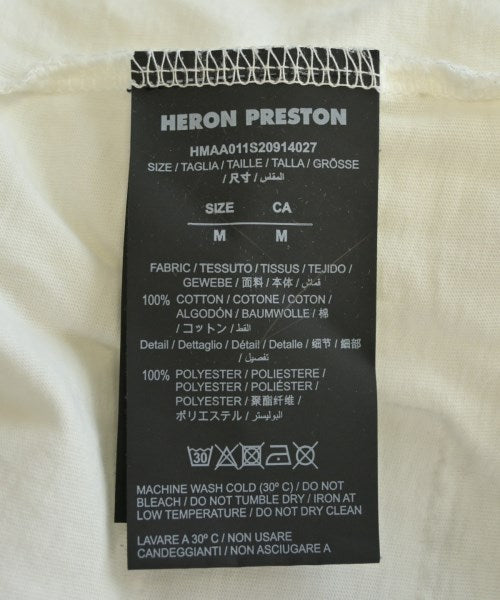 HERON PRESTON
HMAA011S20914027
SIZE / TAGLIA / TAILLE / TALLA / GRÖSSE
/ 尺寸 / المقاس
SIZE CA
M M
FABRIC / TESSUTO / TISSUS / TEJIDO /
GEWEBE / 面料 / 本体 / قماش
100% COTTON / COTONE / COTON /
ALGODÓN / BAUMWOLLE / 棉
/ コットン / القط
Detail / Dettaglio / Détail / Detalle / 细节 / 細部
/ تفصيل
100% POLYESTER / POLIESTERE /
POLYESTER / POLIÉSTER /
POLYESTER / 聚酯纤维 /
ポリエステル / البوليستر
30
MACHINE WASH COLD (30º C) / DO NOT
BLEACH / DO NOT TUMBLE DRY / IRON AT
LOW TEMPERATURE / DO NOT DRY CLEAN
LAVARE A 30º C / NON USARE
CANDEGGIANTI / NON ASCIUGARE A